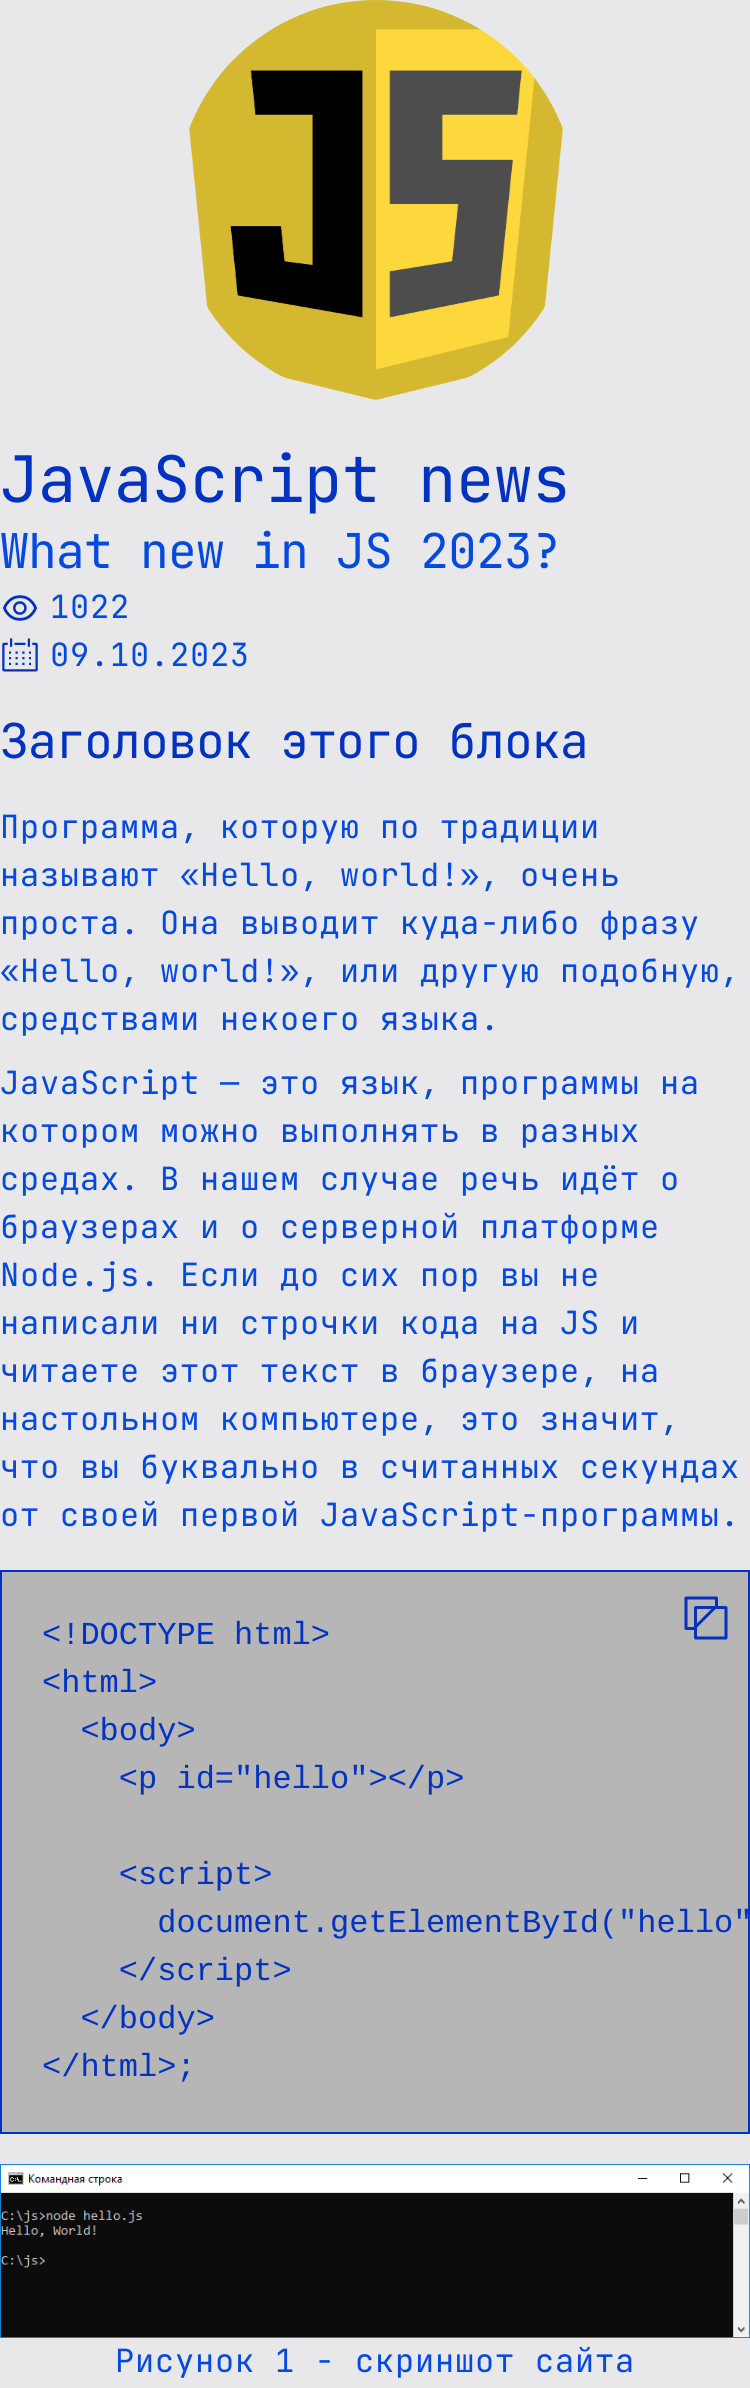 JS
JavaScript news
What new in JS 2023?
1022
09.10.2023
Заголовок этого блока
Программа, которую по традиции
называют «Hello, world!», очень
проста. Она выводит куда-либо фразу
«Hello, world!», или другую подобную,
средствами некоего языка.
JavaScript — это язык, программы на
котором можно выполнять в разных
средах. В нашем случае речь идёт о
браузерах и о серверной платформе
Node.js. Если до сих пор вы не
написали ни строчки кода на JS и
читаете этот текст в браузере, на
настольном компьютере, это значит,
что вы буквально в считанных секундах
от своей первой JavaScript-программы.
<!DOCTYPE html>
<html>
  <body>
    <p id="hello"></p>
    <script>
      document.getElementById("hello"
    </script>
  </body>
</html>;
Командная строка
C:\js>node hello.js
Hello, World!
C:\js>
Рисунок 1 - скриншот сайта